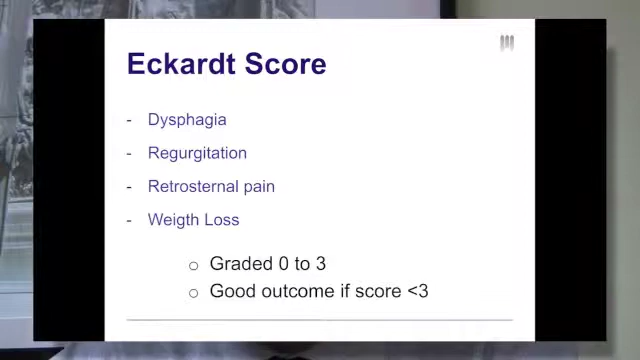 Eckardt Score
- Dysphagia
- Regurgitation
- Retrosternal pain
- Weigth Loss
○ Graded 0 to 3
○ Good outcome if score <3